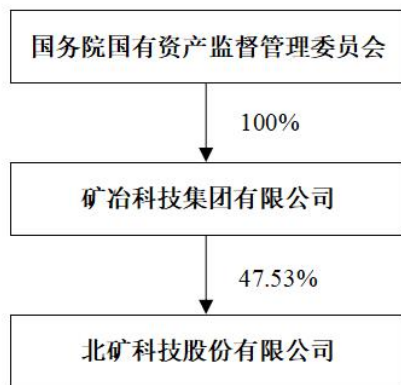 国务院国有资产监督管理委员会
100%
矿冶科技集团有限公司
47.53%
北矿科技股份有限公司